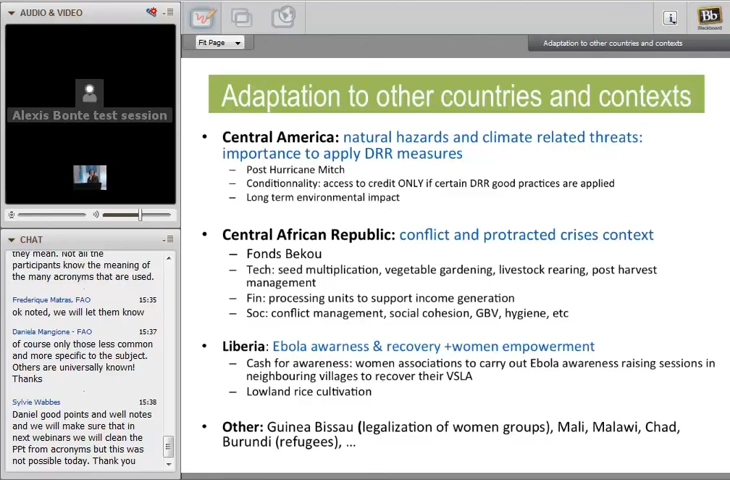 AUDIO & VIDEO
Alexis Bonte test session
CHAT
they mean. Not all the
participants know the meaning of
the many acronyms that are used.
Frederique Matras, FAO 15:35
ok noted, we will let them know
Daniela Mangione - FAO 15:37
of course only those less common
and more specific to the subject.
Others are universally known!
Thanks
Sylvie Wabbes 15:38
Daniel good points and well notes
and we will make sure that in
next webinars we will clean the
PPt from acronyms but this was
not possible today. Thank you
Bb
Blackboard
Fit Page
Adaptation to other countries and contexts
Adaptation to other countries and contexts
• Central America: natural hazards and climate related threats:
importance to apply DRR measures
– Post Hurricane Mitch
– Conditionnality: access to credit ONLY if certain DRR good practices are applied
– Long term environmental impact
• Central African Republic: conflict and protracted crises context
– Fonds Bekou
– Tech: seed multiplication, vegetable gardening, livestock rearing, post harvest
management
– Fin: processing units to support income generation
– Soc: conflict management, social cohesion, GBV, hygiene, etc
• Liberia: Ebola awarness & recovery +women empowerment
– Cash for awareness: women associations to carry out Ebola awareness raising sessions in
neighbouring villages to recover their VSLA
– Lowland rice cultivation
• Other: Guinea Bissau (legalization of women groups), Mali, Malawi, Chad,
Burundi (refugees), ...